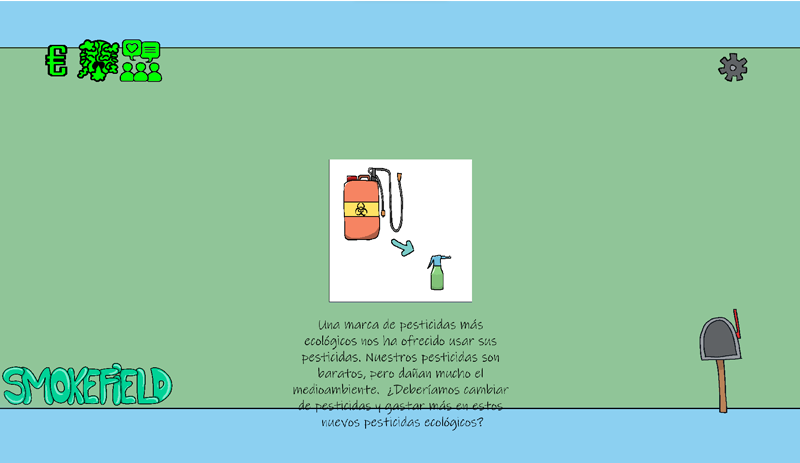 €
Una marca de pesticidas más
ecológicos nos ha ofrecido usar sus
pesticidas. Nuestros pesticidas son
baratos, pero dañan mucho el
medioambiente. ¿Deberíamos cambiar
de pesticidas y gastar más en estos
nuevos pesticidas ecológicos?
SMOKEFIELD